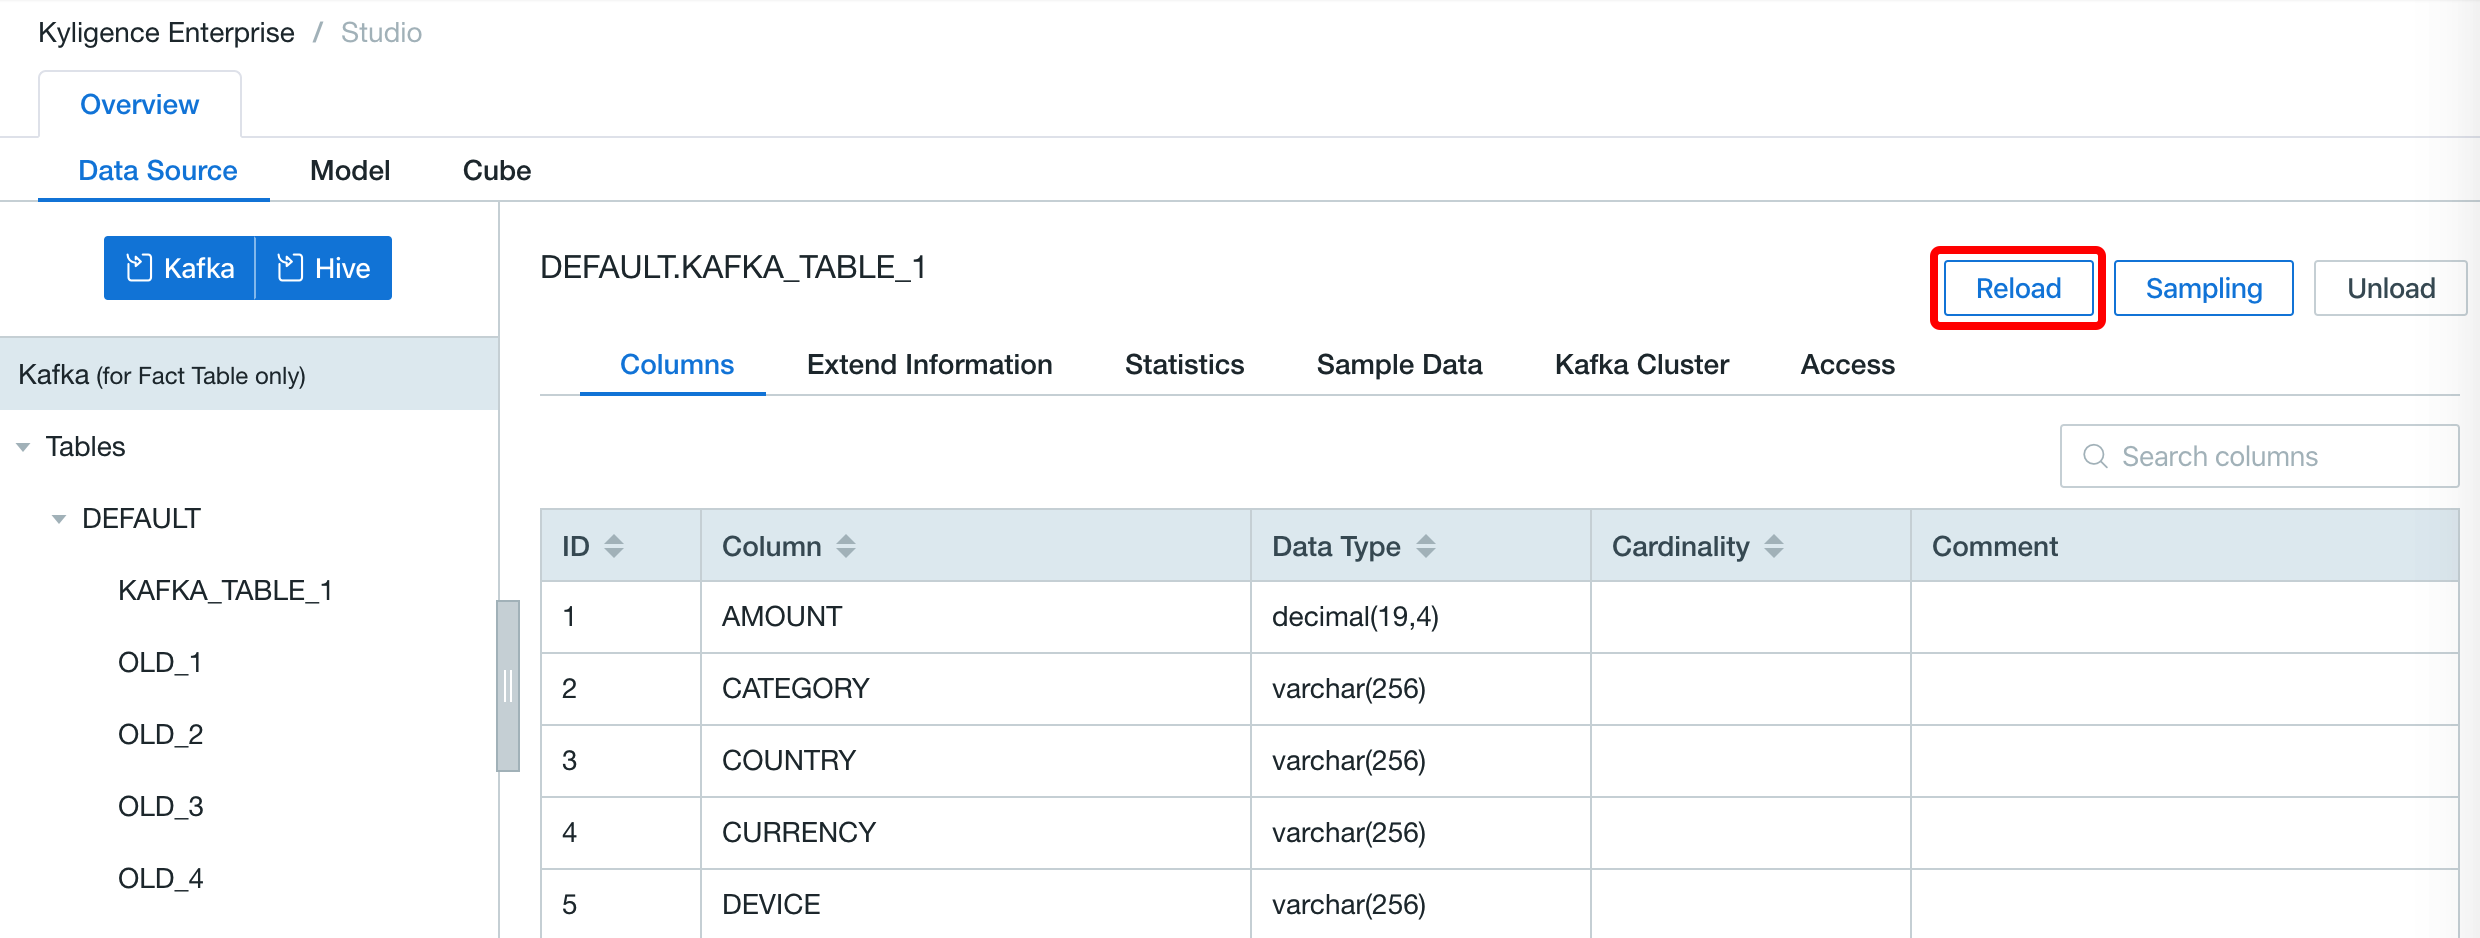 Kyligence Enterprise / Studio
Overview
Data Source Model Cube
Kafka Hive
Kafka (for Fact Table only)
Tables
DEFAULT
KAFKA_TABLE_1
OLD_1
OLD_2
OLD_3
OLD_4
DEFAULT.KAFKA_TABLE_1
Reload Sampling Unload
Columns Extend Information Statistics Sample Data Kafka Cluster Access
Search columns
ID Column Data Type Cardinality Comment
1 AMOUNT decimal(19,4)
2 CATEGORY varchar(256)
3 COUNTRY varchar(256)
4 CURRENCY varchar(256)
5 DEVICE varchar(256)